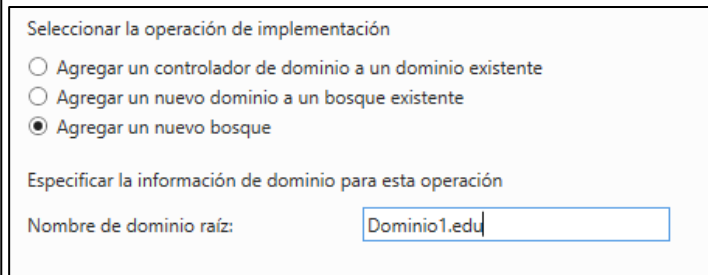 Seleccionar la operación de implementación
Agregar un controlador de dominio a un dominio existente
Agregar un nuevo dominio a un bosque existente
Agregar un nuevo bosque
Especificar la información de dominio para esta operación
Nombre de dominio raíz: Dominio1.edu